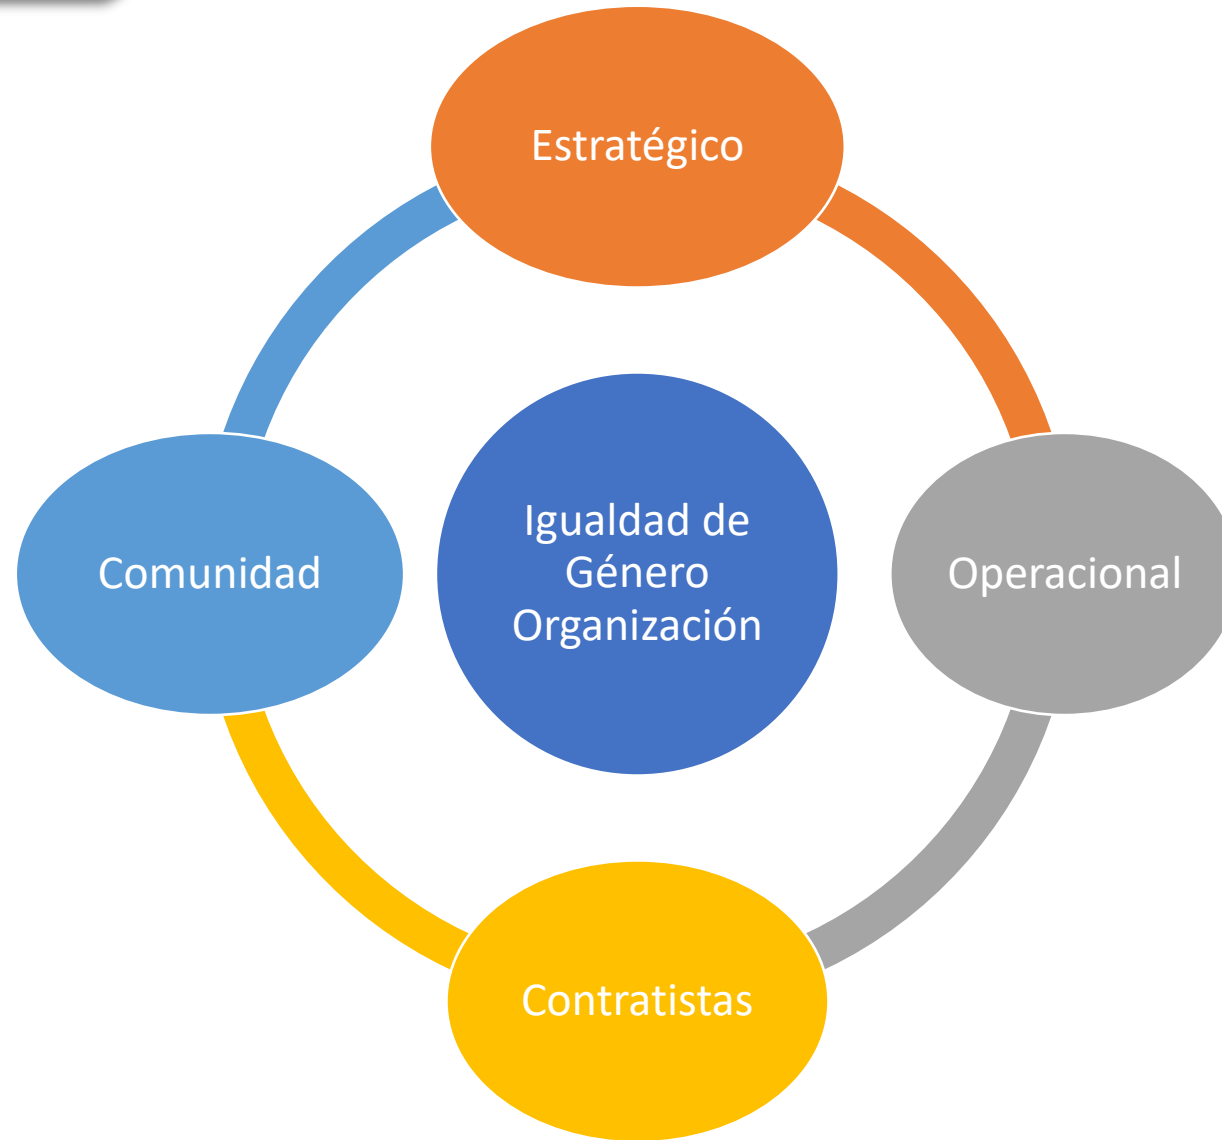 Estratégico
Comunidad
Igualdad de
Género
Organización
Operacional
Contratistas